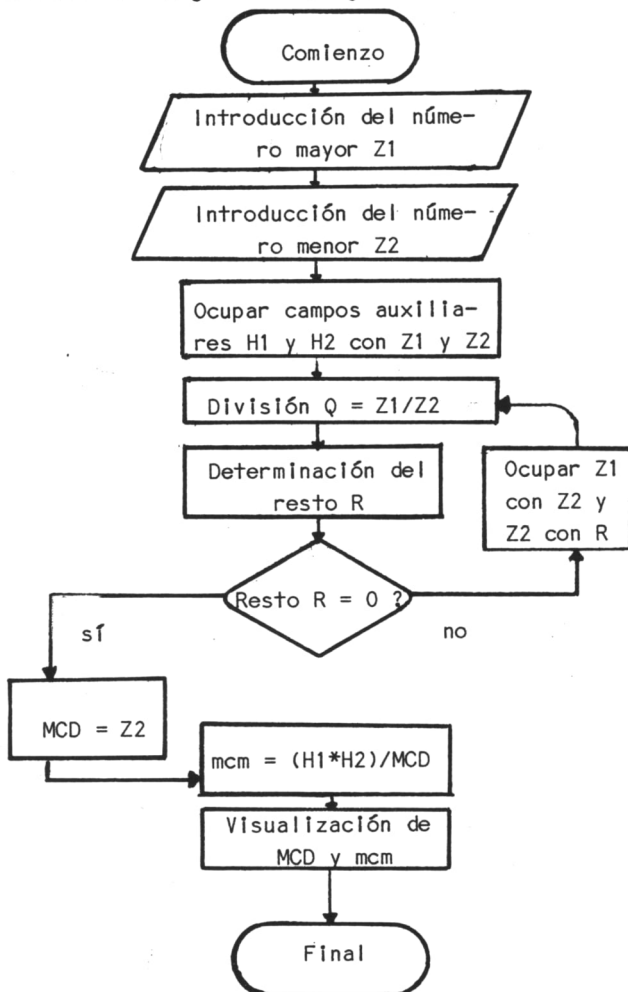 Comienzo
Introducción del núme-
ro mayor Z1
Introducción del núme-
ro menor Z2
Ocupar campos auxilia-
res H1 y H2 con Z1 y Z2
División Q = Z1/Z2
Determinación del
resto R
Ocupar Z1
con Z2 y
Z2 con R
Resto R = 0 ?
sí
no
MCD = Z2
mcm = (H1*H2)/MCD
Visualización de
MCD y mcm
Final